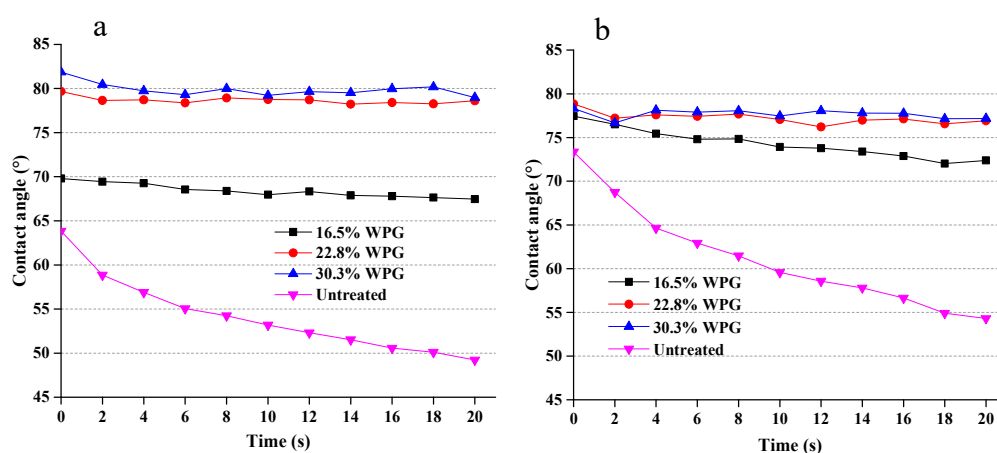 a
85
80
75
70
65
60
55
50
45
Contact angle (°)
16.5% WPG
22.8% WPG
30.3% WPG
Untreated
0 2 4 6 8 10 12 14 16 18 20
Time (s)
b
85
80
75
70
65
60
55
50
45
Contact angle (°)
16.5% WPG
22.8% WPG
30.3% WPG
Untreated
0 2 4 6 8 10 12 14 16 18 20
Time (s)